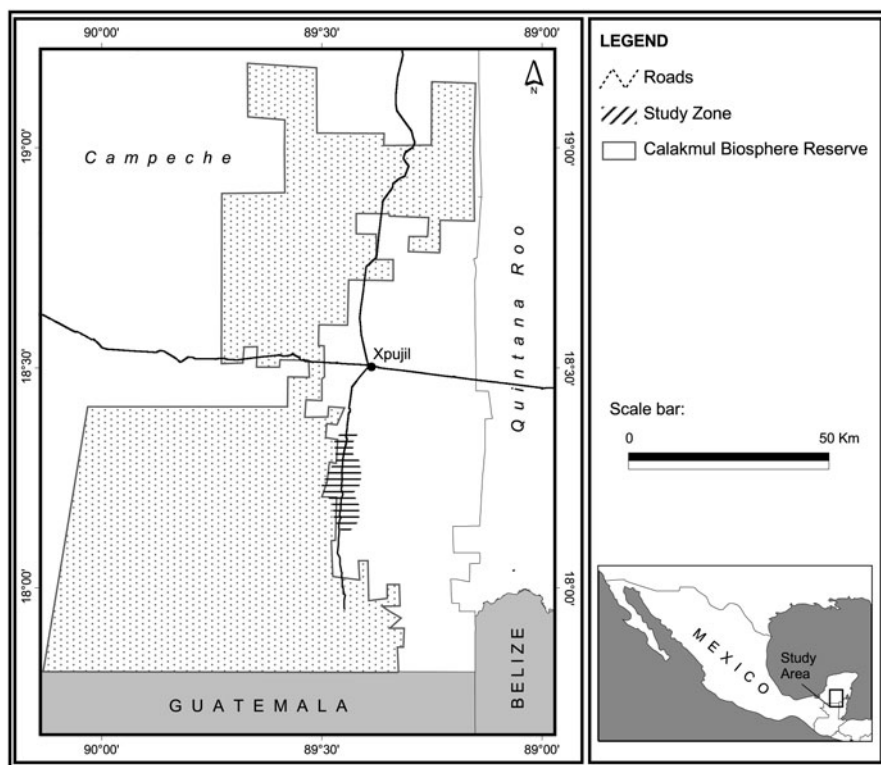 90°00'
89°30'
89°00'
LEGEND
Roads
Study Zone
Calakmul Biosphere Reserve
N
19°00'
19°00'
Campeche
Quintana Roo
Xpujil
18°30'
18°30'
Scale bar:
0
50 Km
18°00'
18°00'
BELIZE
GUATEMALA
MEXICO
Study
Area
90°00'
89°30'
89°00'